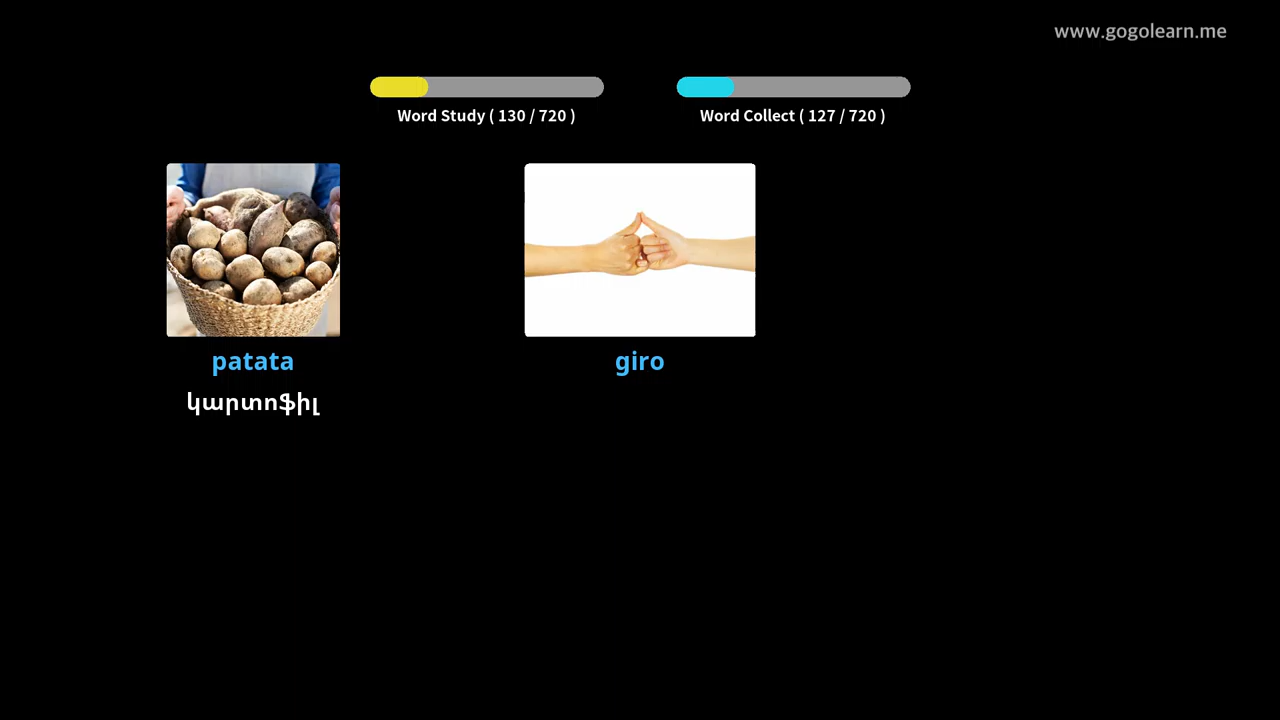 www.gogolearn.me
Word Study ( 130 / 720 )
Word Collect ( 127 / 720 )
patata
կարտոֆիլ
giro